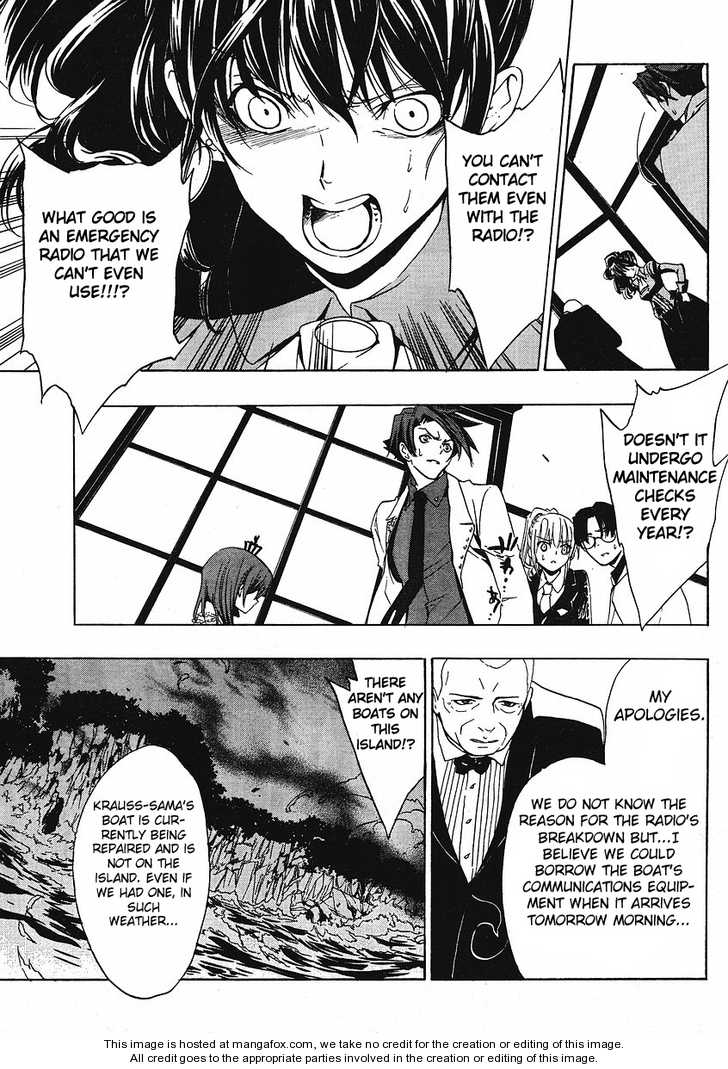 YOU CAN'T
CONTACT
THEM EVEN
WITH THE
RADIO!?
WHAT GOOD IS
AN EMERGENCY
RADIO THAT WE
CAN'T EVEN
USE!!!?
DOESN'T IT
UNDERGO
MAINTENANCE
CHECKS
EVERY
YEAR!?
MY
APOLOGIES.
WE DO NOT KNOW
THE REASON FOR
THE RADIO'S
BREAKDOWN BUT...I
BELIEVE WE COULD
BORROW THE BOAT'S
COMMUNICATIONS EQUIP-
MENT WHEN IT ARRIVES
TOMORROW MORNING...
THERE
AREN'T ANY
BOATS ON
THIS
ISLAND!?
KRAUSS-SAMA'S
BOAT IS CUR-
RENTLY BEING
REPAIRED AND IS
NOT ON THE
ISLAND. EVEN IF
WE HAD ONE, IN
SUCH
WEATHER...
This image is hosted at mangafox.com, we take no credit for the creation or editing of this image.
All credit goes to the appropriate parties involved in the creation or editing of this image.